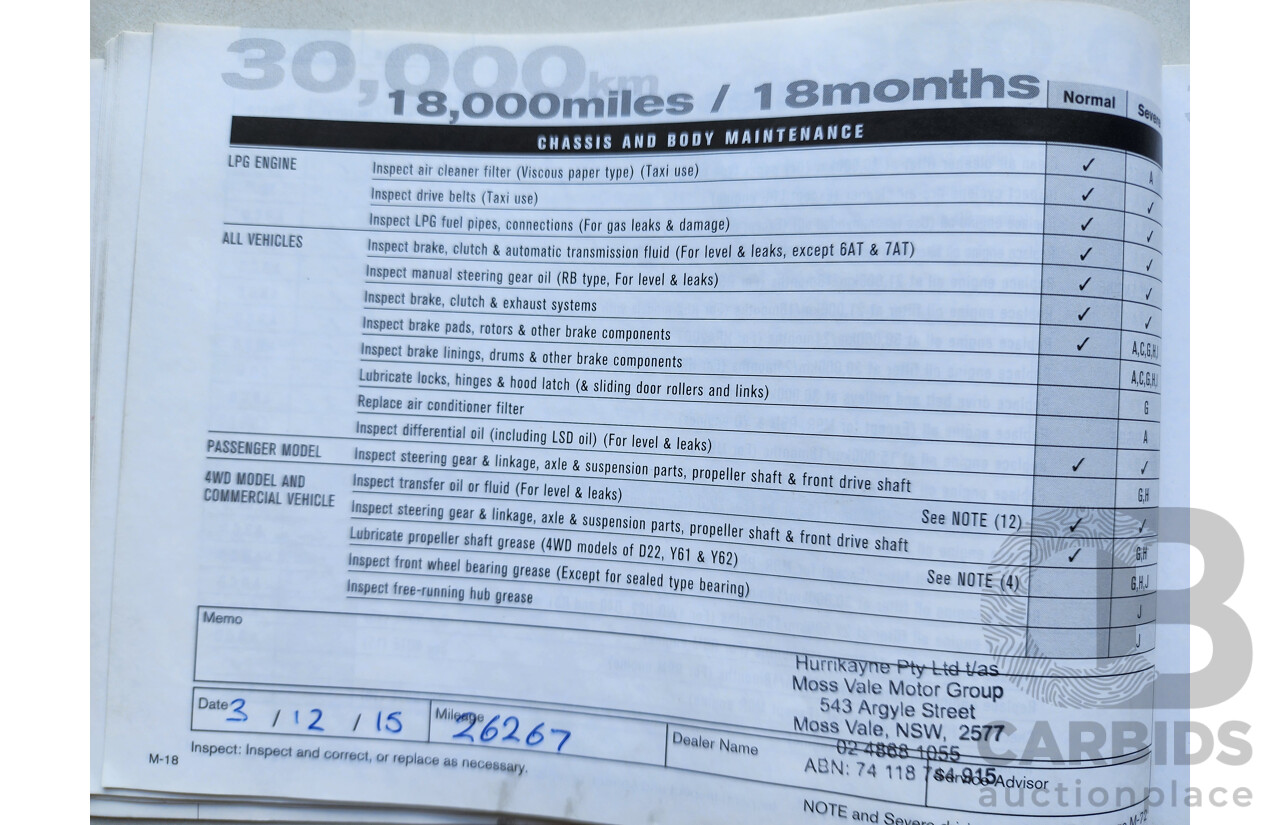 30,000km
18,000miles / 18months
Normal
CHASSIS AND BODY MAINTENANCE
LPG ENGINE
Inspect air cleaner filter (Viscous paper type) (Taxi use) ✓ A
Inspect drive belts (Taxi use) ✓ ✓
Inspect LPG fuel pipes, connections (For gas leaks & damage) ✓ ✓
ALL VEHICLES
Inspect brake, clutch & automatic transmission fluid (For level & leaks, except 6AT & 7AT) ✓ ✓
Inspect manual steering gear oil (RB type, For level & leaks) ✓ ✓
Inspect brake, clutch & exhaust systems ✓ ✓
Inspect brake pads, rotors & other brake components ✓ A,C,G,H,
Inspect brake linings, drums & other brake components A,C,G,H,
Lubricate locks, hinges & hood latch (& sliding door rollers and links) G
Replace air conditioner filter A
Inspect differential oil (including LSD oil) (For level & leaks) ✓ ✓
PASSENGER MODEL
Inspect steering gear & linkage, axle & suspension parts, propeller shaft & front drive shaft G,H
4WD MODEL AND
COMMERCIAL VEHICLE
Inspect transfer oil or fluid (For level & leaks) See NOTE (12) ✓ ✓
Inspect steering gear & linkage, axle & suspension parts, propeller shaft & front drive shaft ✓ G,H
Lubricate propeller shaft grease (4WD models of D22, Y61 & Y62) See NOTE (4) G,H,J
Inspect front wheel bearing grease (Except for sealed type bearing) J
Inspect free-running hub grease J
Memo
Hurrikayne Pty Ltd t/as
Moss Vale Motor Group
543 Argyle Street
Moss Vale, NSW, 2577
02 4868 1055
ABN: 74 118 784 915
Date 3 / 12 / 15
Mileage 26267
Dealer Name
Service Advisor
Inspect: Inspect and correct, or replace as necessary.
M-18
NOTE and Severe
CARBIDS
auctionplace